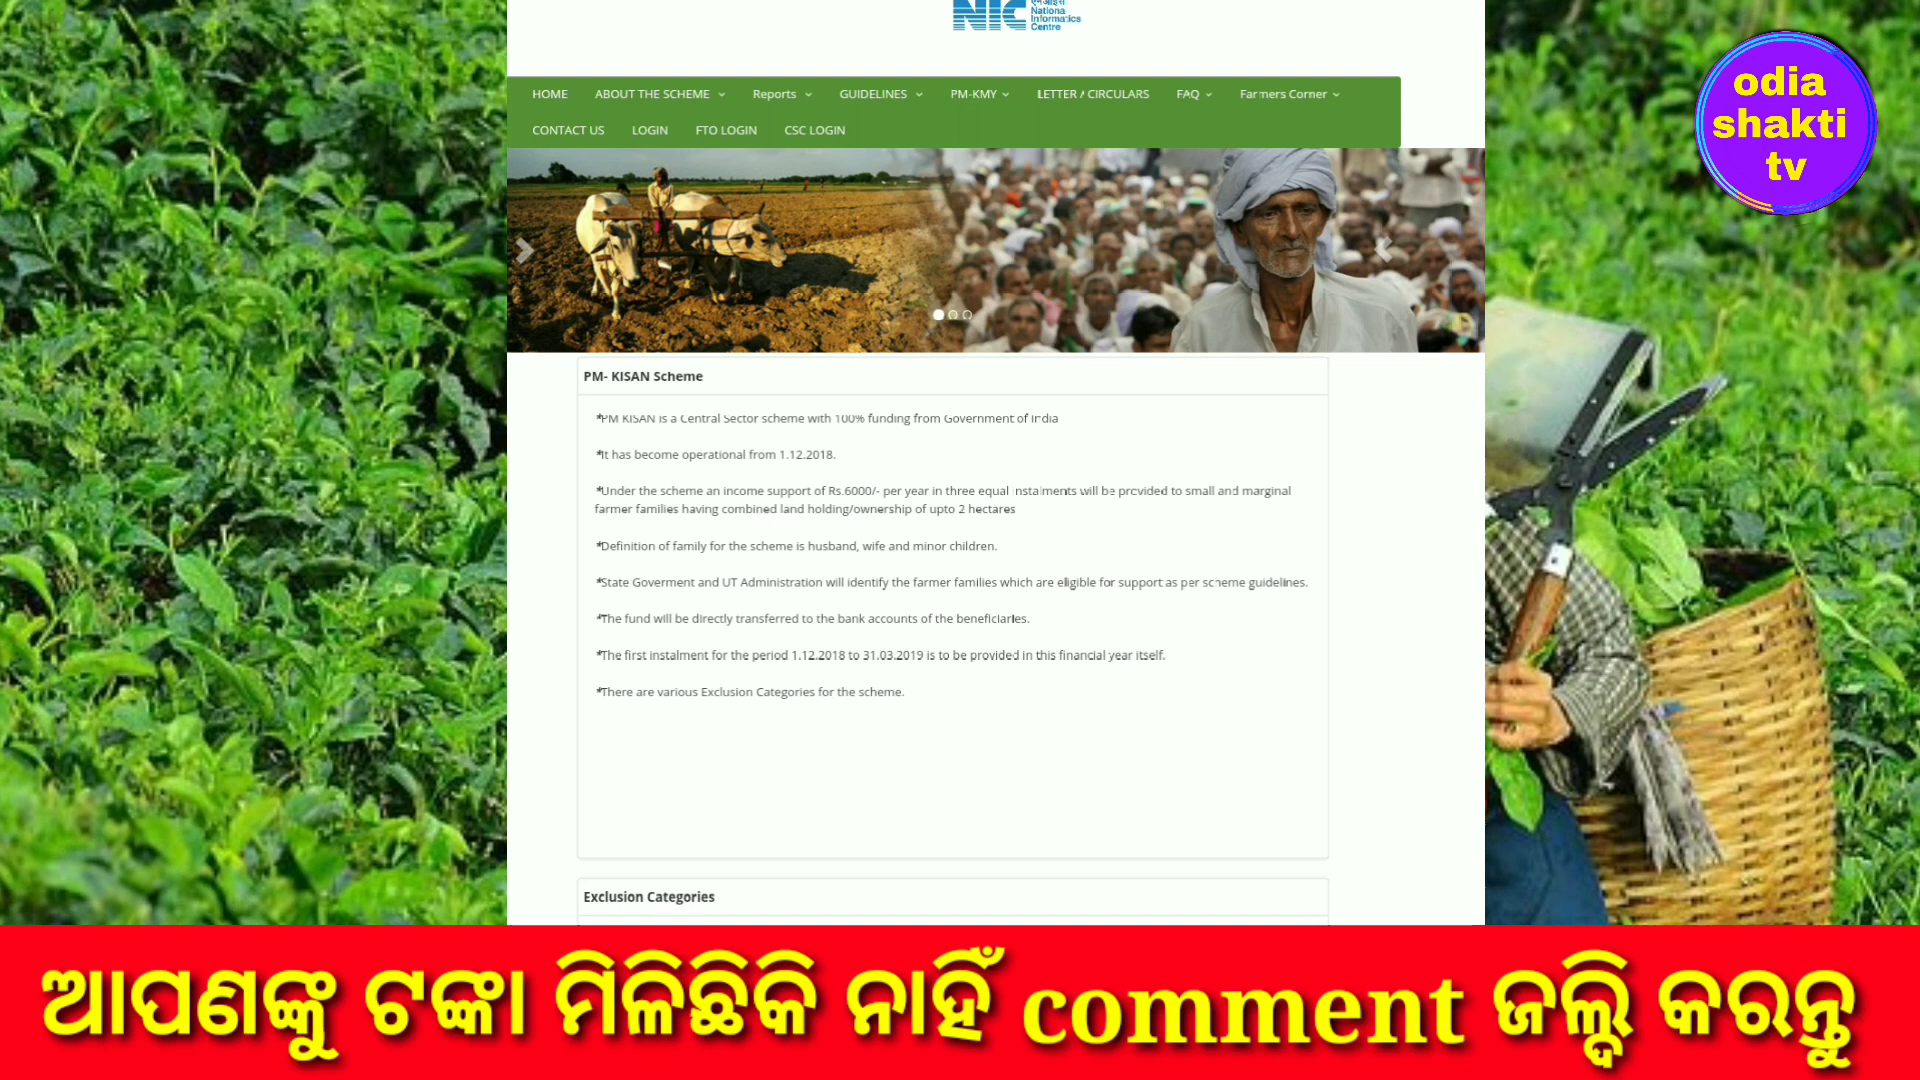 NIC
एनआईसी
National
Informatics
Centre
HOME ABOUT THE SCHEME Reports GUIDELINES PM-KMY LETTER / CIRCULARS FAQ Farmers Corner
CONTACT US LOGIN FTO LOGIN CSC LOGIN
odia
shakti
tv
PM- KISAN Scheme
*PM KISAN is a Central Sector scheme with 100% funding from Government of India
*It has become operational from 1.12.2018.
*Under the scheme an income support of Rs.6000/- per year in three equal instalments will be provided to small and marginal
farmer families having combined land holding/ownership of upto 2 hectares
*Definition of family for the scheme is husband, wife and minor children.
*State Goverment and UT Administration will identify the farmer families which are eligible for support as per scheme guidelines.
*The fund will be directly transferred to the bank accounts of the beneficiaries.
*The first instalment for the period 1.12.2018 to 31.03.2019 is to be provided in this financial year itself.
*There are various Exclusion Categories for the scheme.
Exclusion Categories
ଆପଣଙ୍କୁ ଟଙ୍କା ମିଳିଛିକି ନାହିଁ comment ଜଲ୍ଦି କରନ୍ତୁ